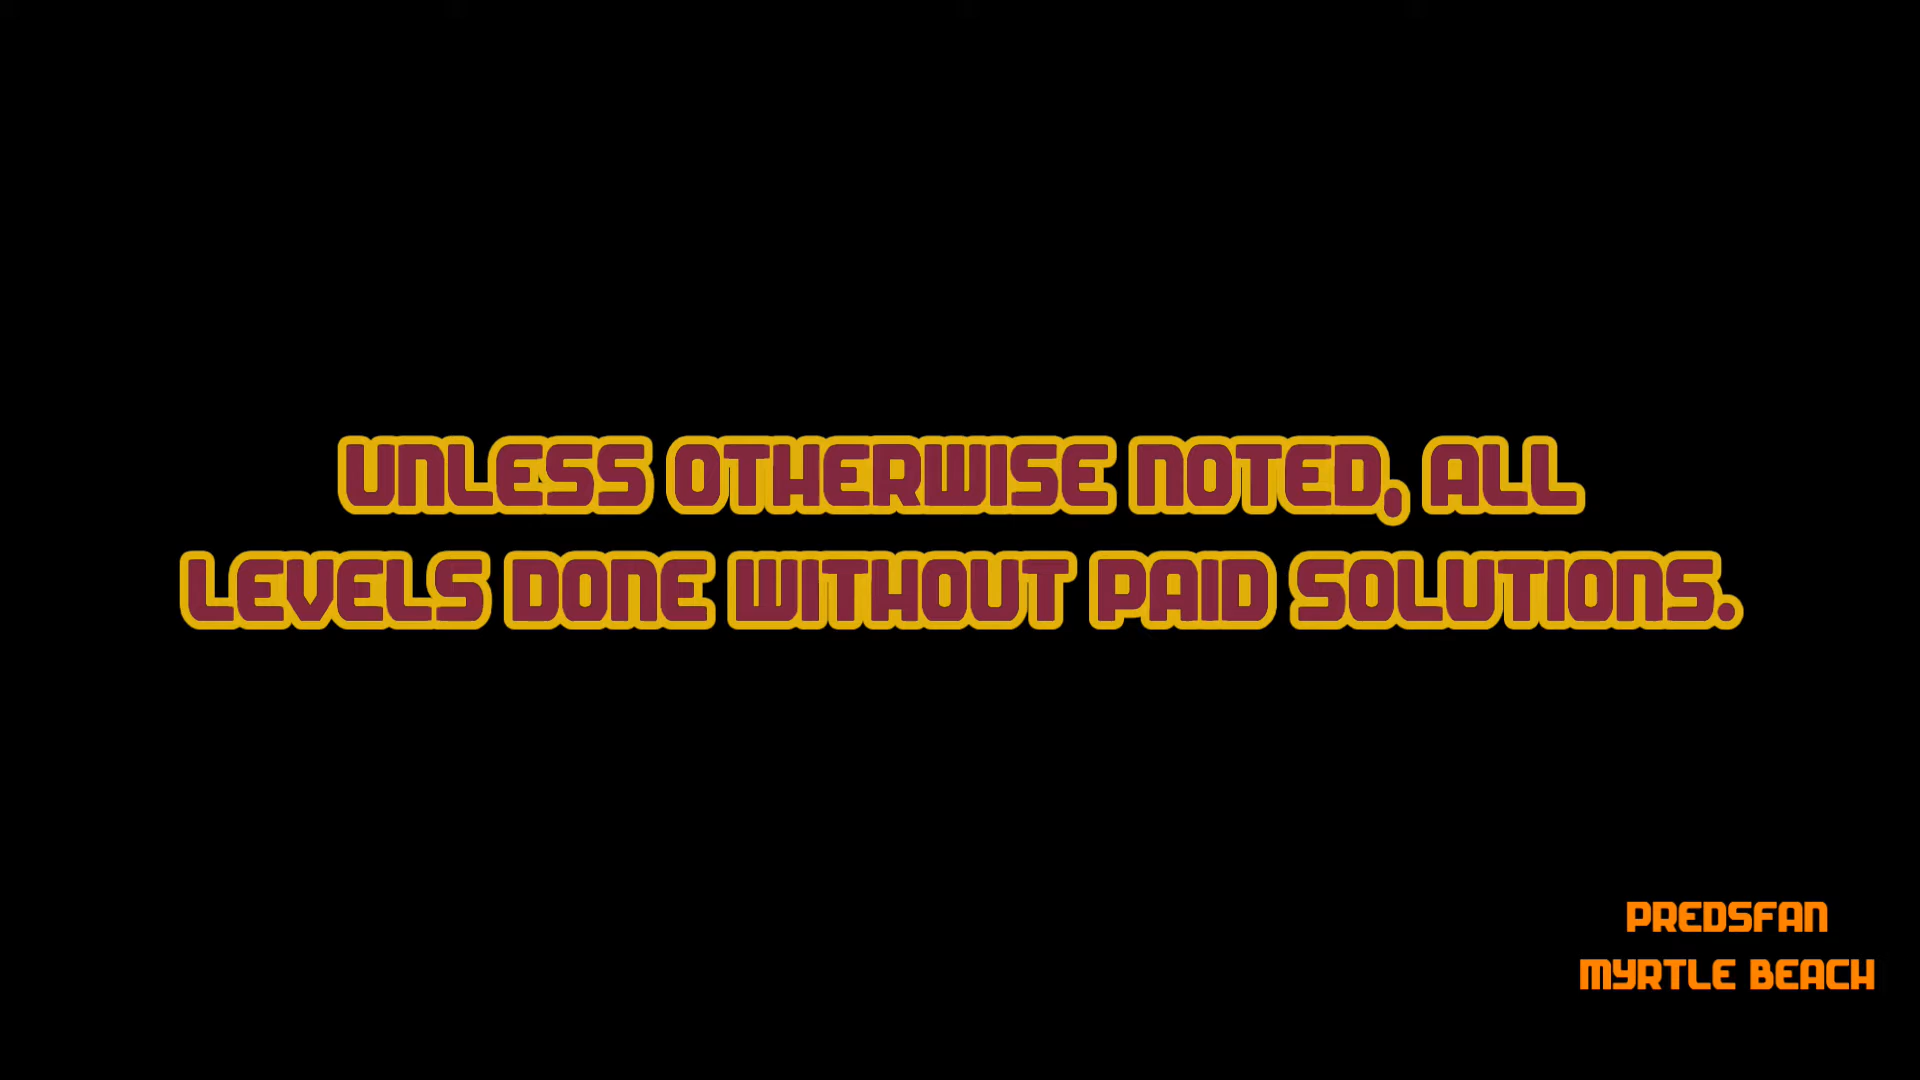 UNLESS OTHERWISE NOTED, ALL
LEVELS DONE WITHOUT PAID SOLUTIONS.
PREDSFAN
MYRTLE BEACH